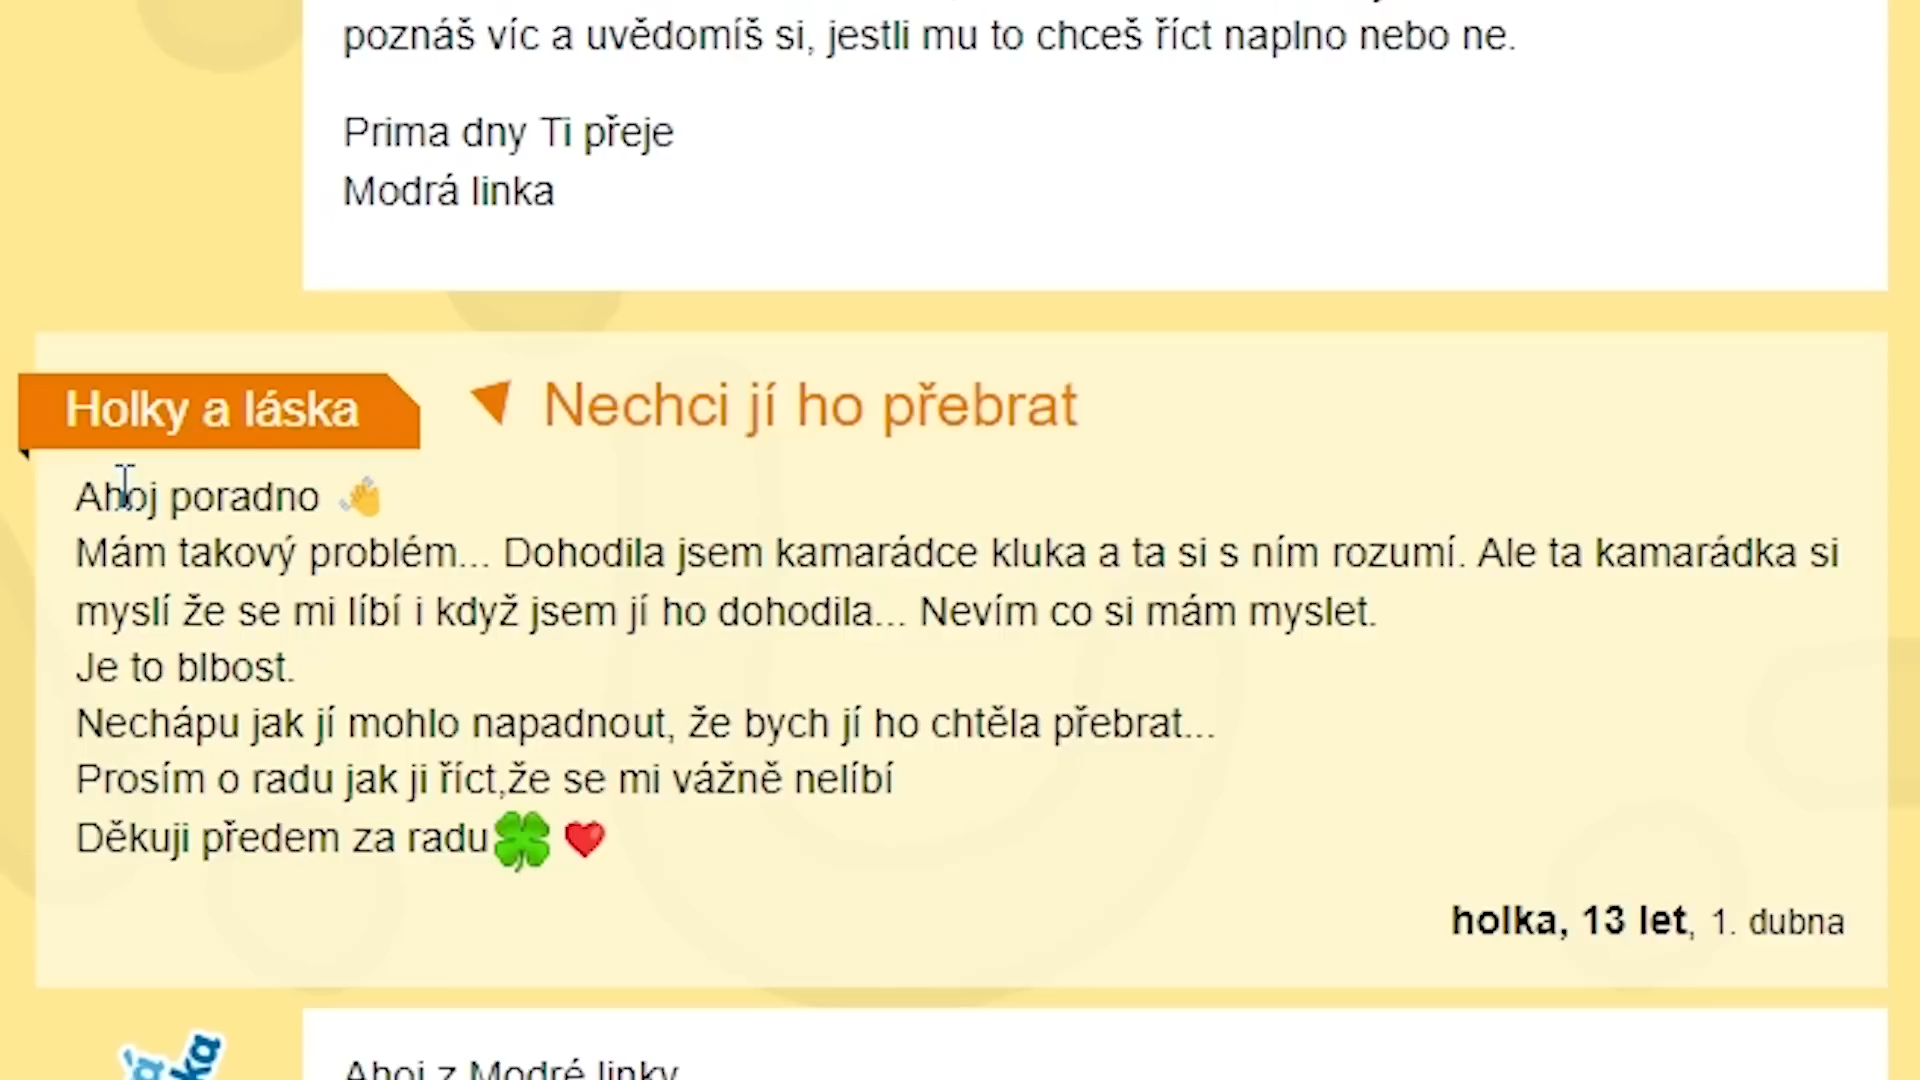 poznáš víc a uvědomíš si, jestli mu to chceš říct naplno nebo ne.
Prima dny Ti přeje
Modrá linka
Holky a láska
Nechci jí ho přebrat
Ahoj poradno 👋
Mám takový problém... Dohodila jsem kamarádce kluka a ta si s ním rozumí. Ale ta kamarádka si
myslí že se mi líbí i když jsem jí ho dohodila... Nevím co si mám myslet.
Je to blbost.
Nechápu jak jí mohlo napadnout, že bych jí ho chtěla přebrat...
Prosím o radu jak ji říct,že se mi vážně nelíbí
Děkuji předem za radu🍀 ❤️
holka, 13 let, 1. dubna
Ahoj z Modré linky